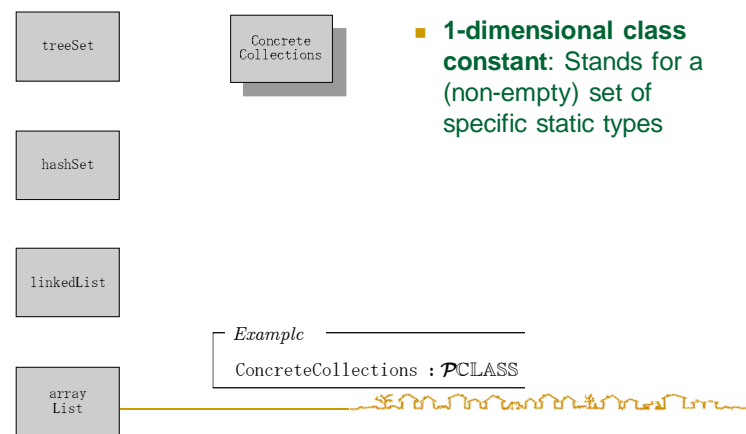 treeSet
Concrete
Collections
■ 1-dimensional class
constant: Stands for a
(non-empty) set of
specific static types
hashSet
linkedList
Example
ConcreteCollections : 𝓟ℂ𝕃𝔸𝕊𝕊
array
List